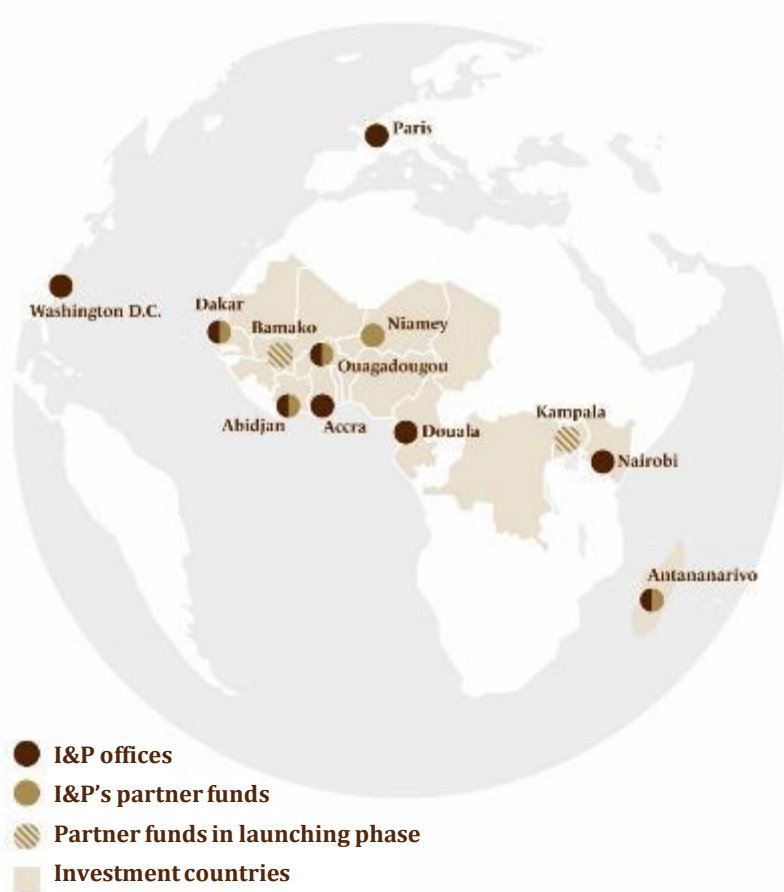 Paris
Washington D.C.
Dakar
Bamako
Niamey
Ouagadougou
Abidjan
Accra
Douala
Kampala
Nairobi
Antananarivo
I&P offices
I&P's partner funds
Partner funds in launching phase
Investment countries